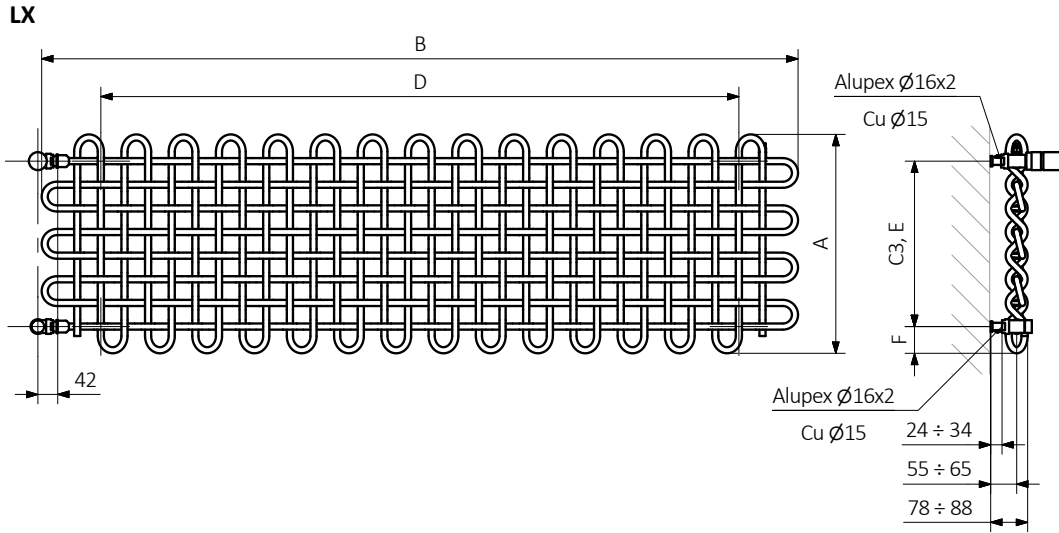 LX
B
D
Alupex Ø16x2
Cu Ø15
A
C3, E
F
42
Alupex Ø16x2
Cu Ø15
24 ÷ 34
55 ÷ 65
78 ÷ 88